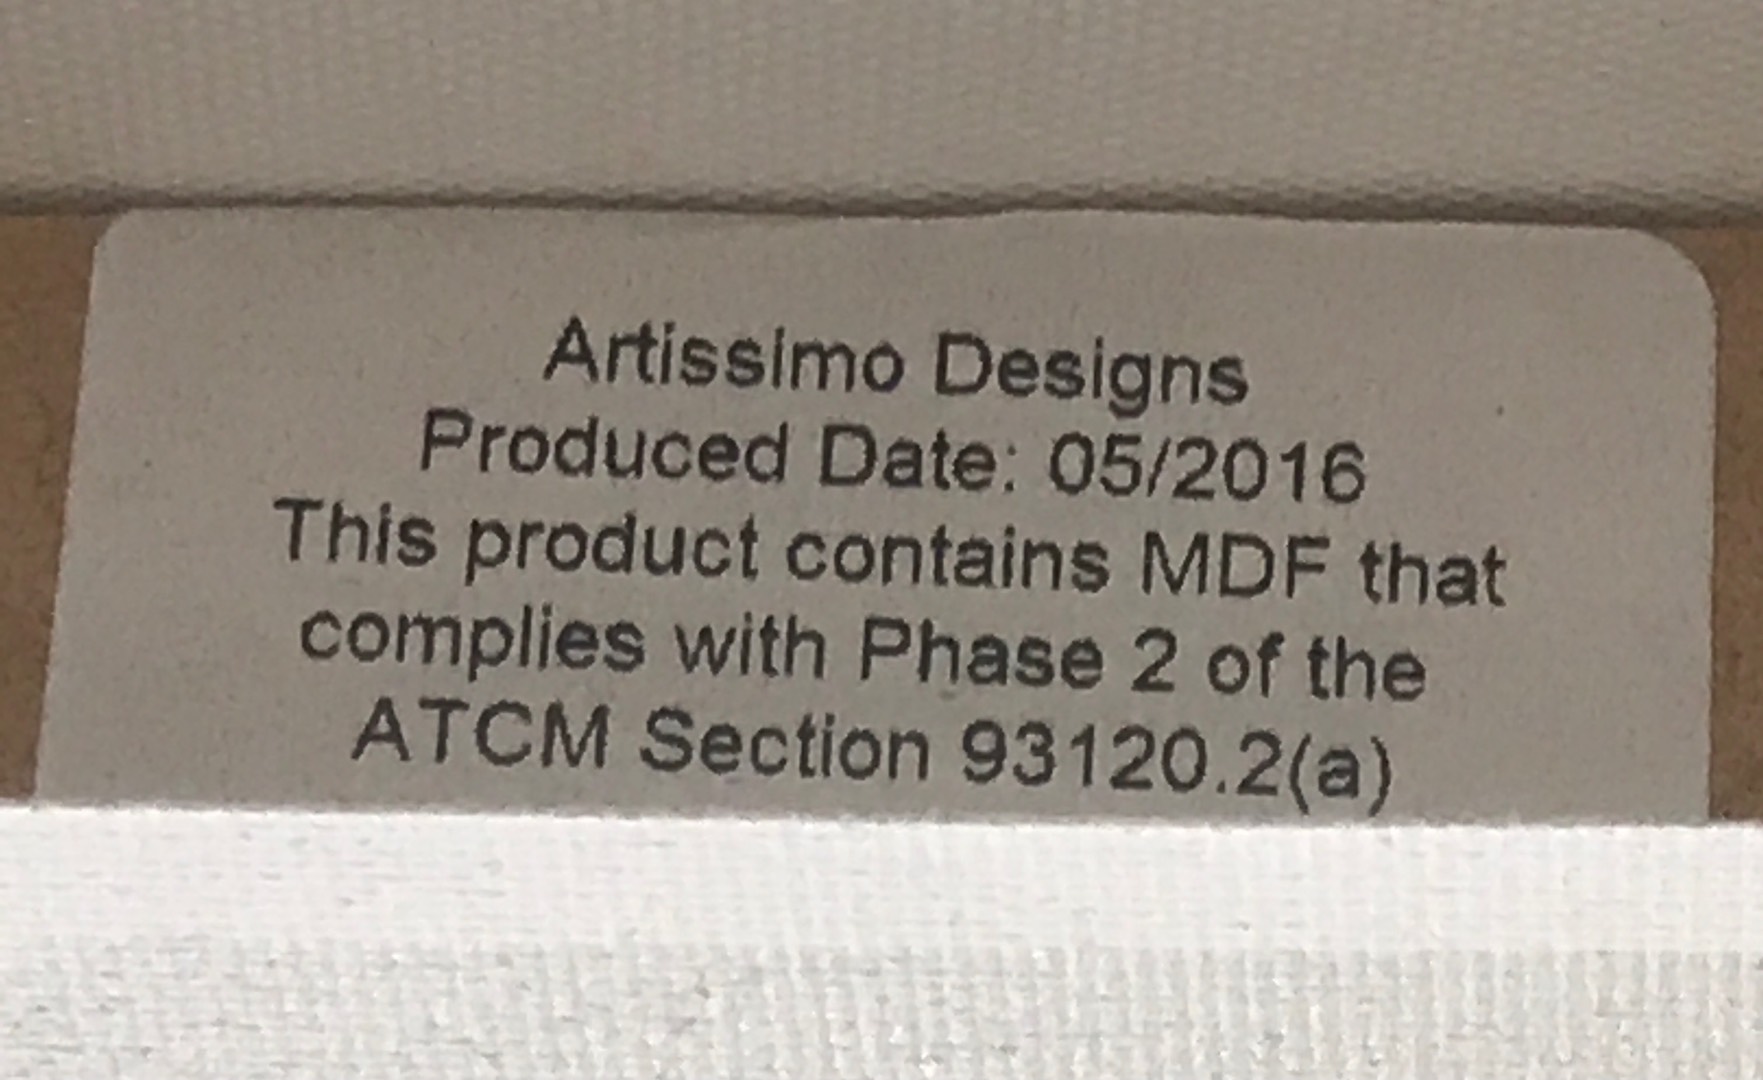 Artissimo Designs
Produced Date: 05/2016
This product contains MDF that
complies with Phase 2 of the
ATCM Section 93120.2(a)